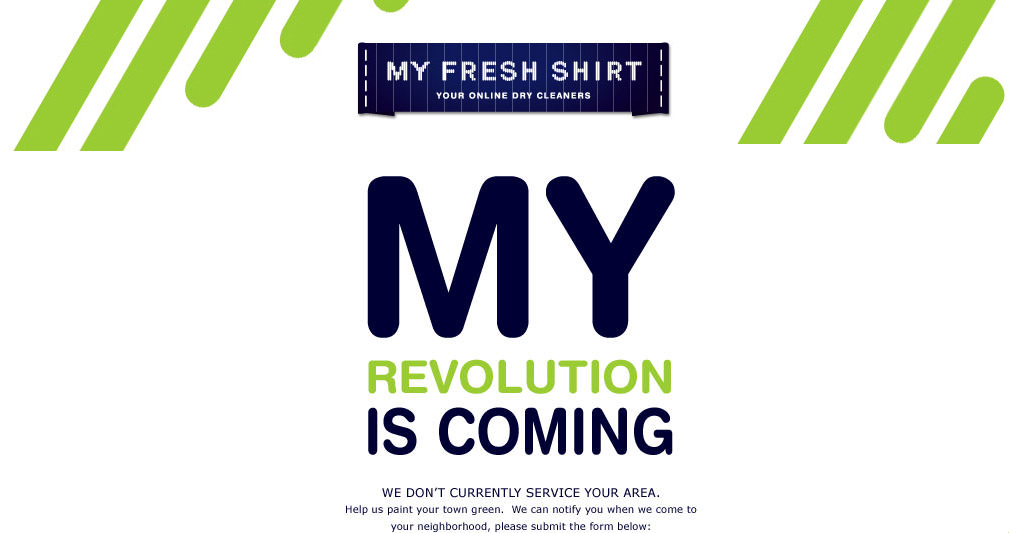 MY FRESH SHIRT
YOUR ONLINE DRY CLEANERS
MY
REVOLUTION
IS COMING
WE DON'T CURRENTLY SERVICE YOUR AREA.
Help us paint your town green. We can notify you when we come to
your neighborhood, please submit the form below: